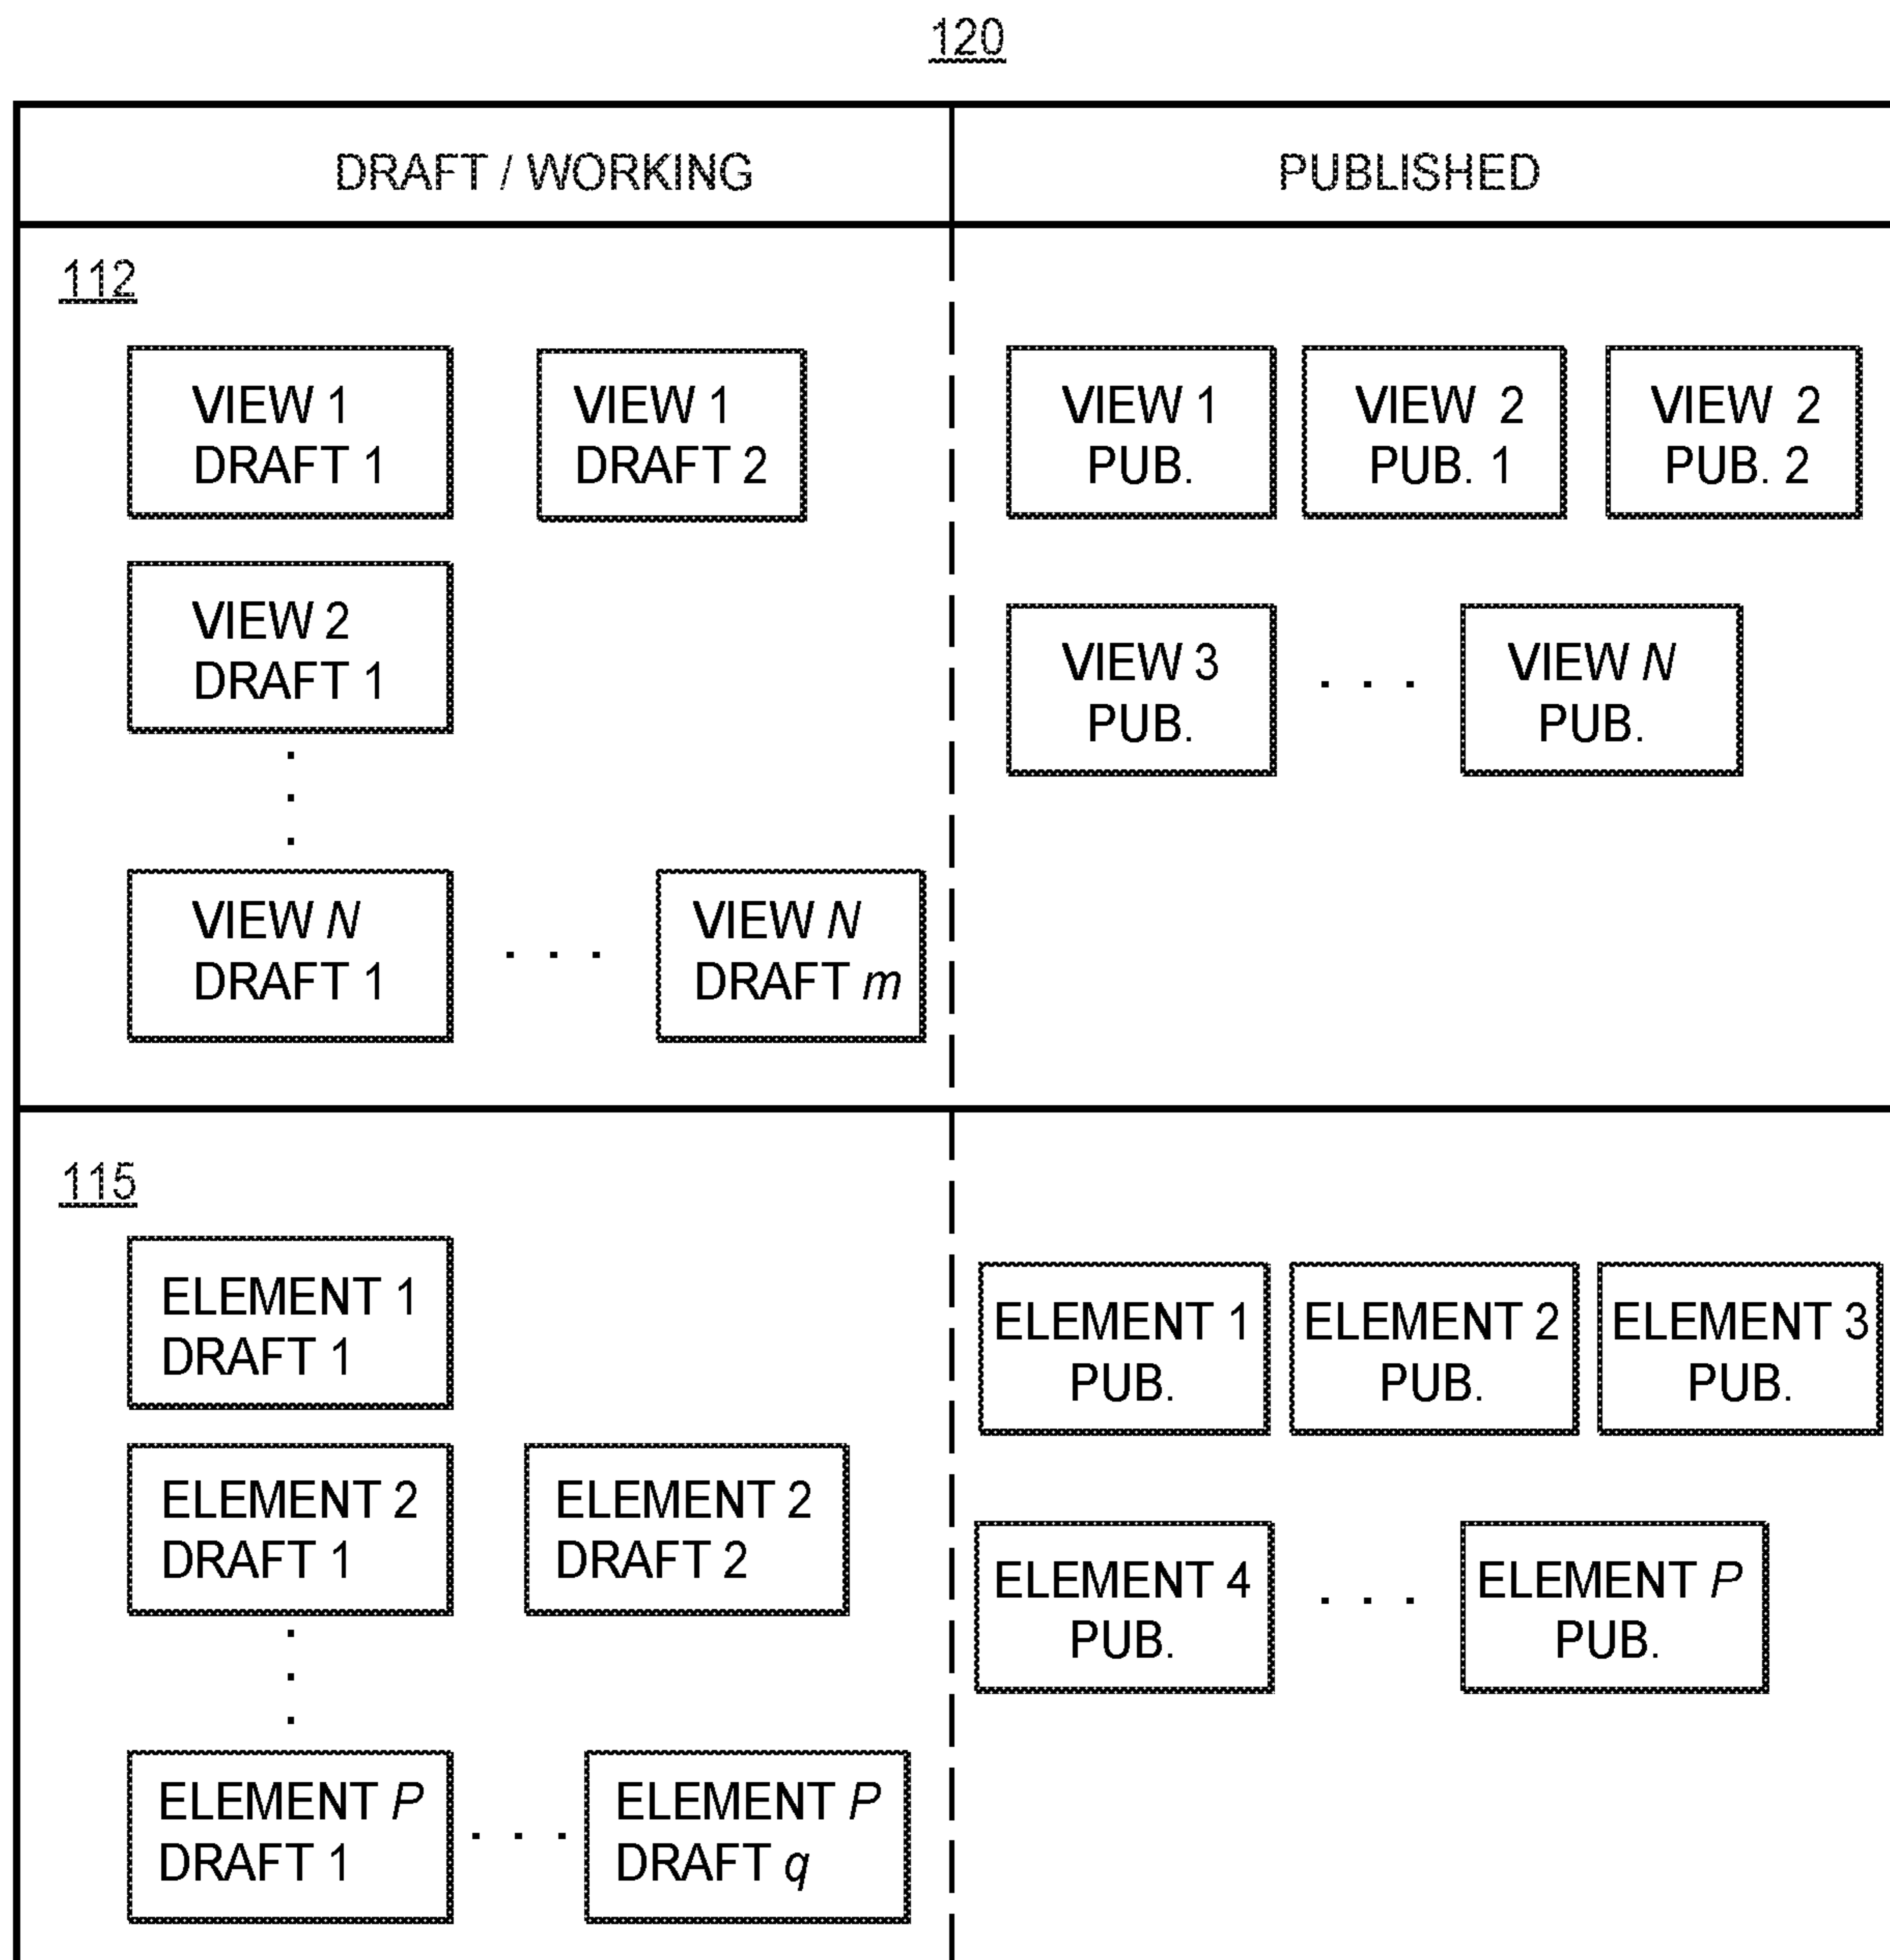 120
DRAFT / WORKING
PUBLISHED
112
VIEW 1
DRAFT 1
VIEW 1
DRAFT 2
VIEW 2
DRAFT 1
.
.
.
VIEW N
DRAFT 1
. . .
VIEW N
DRAFT m
VIEW 1
PUB.
VIEW 2
PUB. 1
VIEW 2
PUB. 2
VIEW 3
PUB.
. . .
VIEW N
PUB.
115
ELEMENT 1
DRAFT 1
ELEMENT 2
DRAFT 1
ELEMENT 2
DRAFT 2
.
.
.
ELEMENT P
DRAFT 1
. . .
ELEMENT P
DRAFT q
ELEMENT 1
PUB.
ELEMENT 2
PUB.
ELEMENT 3
PUB.
ELEMENT 4
PUB.
. . .
ELEMENT P
PUB.